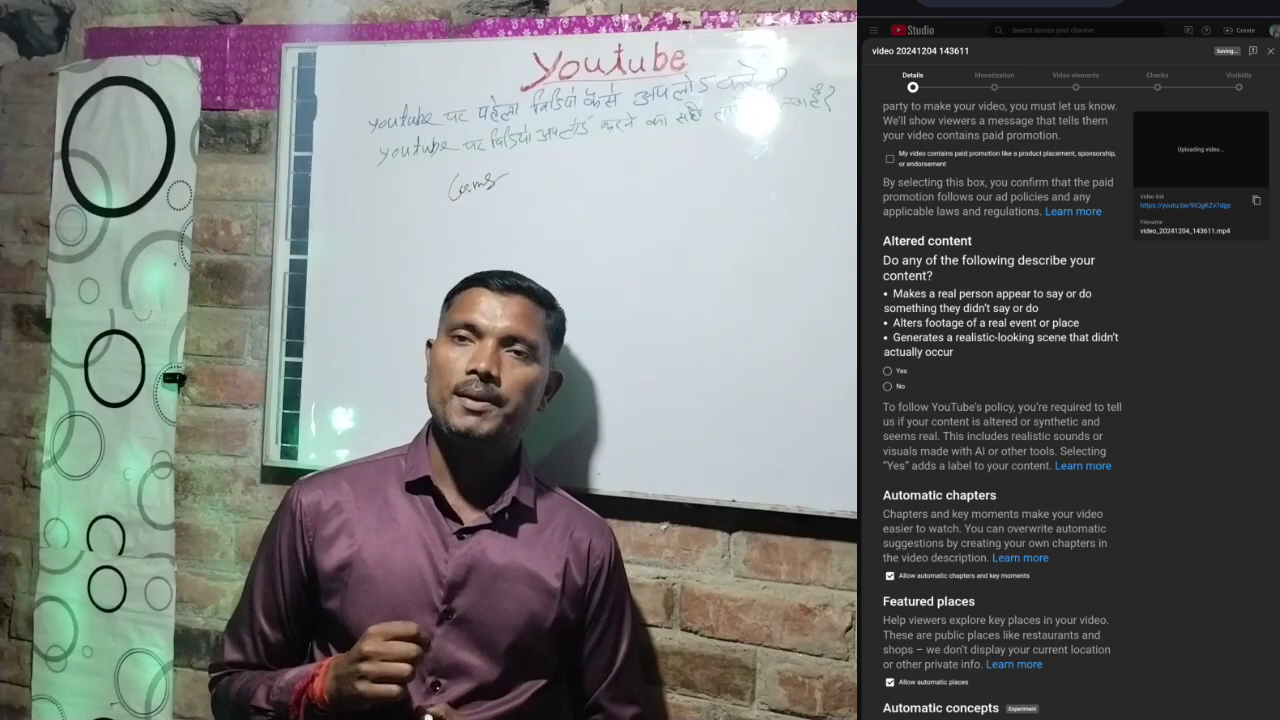 Youtube
youtube पर पहेला विडियो कैसे अपलोड करे?
youtube पर विडियो अपलोर्ड करने का सही है?
Studio
Search across your channel
Create
video 20241204 143611
Saving...
Details
Monetization
Video elements
Checks
Visibility
party to make your video, you must let us know.
We'll show viewers a message that tells them
your video contains paid promotion.
My video contains paid promotion like a product placement, sponsorship,
or endorsement
By selecting this box, you confirm that the paid
promotion follows our ad policies and any
applicable laws and regulations. Learn more
Uploading video...
Video link
https://youtu.be/9tQgKZv7dgs
Filename
video_20241204_143611.mp4
Altered content
Do any of the following describe your
content?
• Makes a real person appear to say or do
something they didn't say or do
• Alters footage of a real event or place
• Generates a realistic-looking scene that didn't
actually occur
Yes
No
To follow YouTube's policy, you're required to tell
us if your content is altered or synthetic and
seems real. This includes realistic sounds or
visuals made with AI or other tools. Selecting
"Yes" adds a label to your content. Learn more
Automatic chapters
Chapters and key moments make your video
easier to watch. You can overwrite automatic
suggestions by creating your own chapters in
the video description. Learn more
Allow automatic chapters and key moments
Featured places
Help viewers explore key places in your video.
These are public places like restaurants and
shops – we don't display your current location
or other private info. Learn more
Allow automatic places
Automatic concepts Experiment